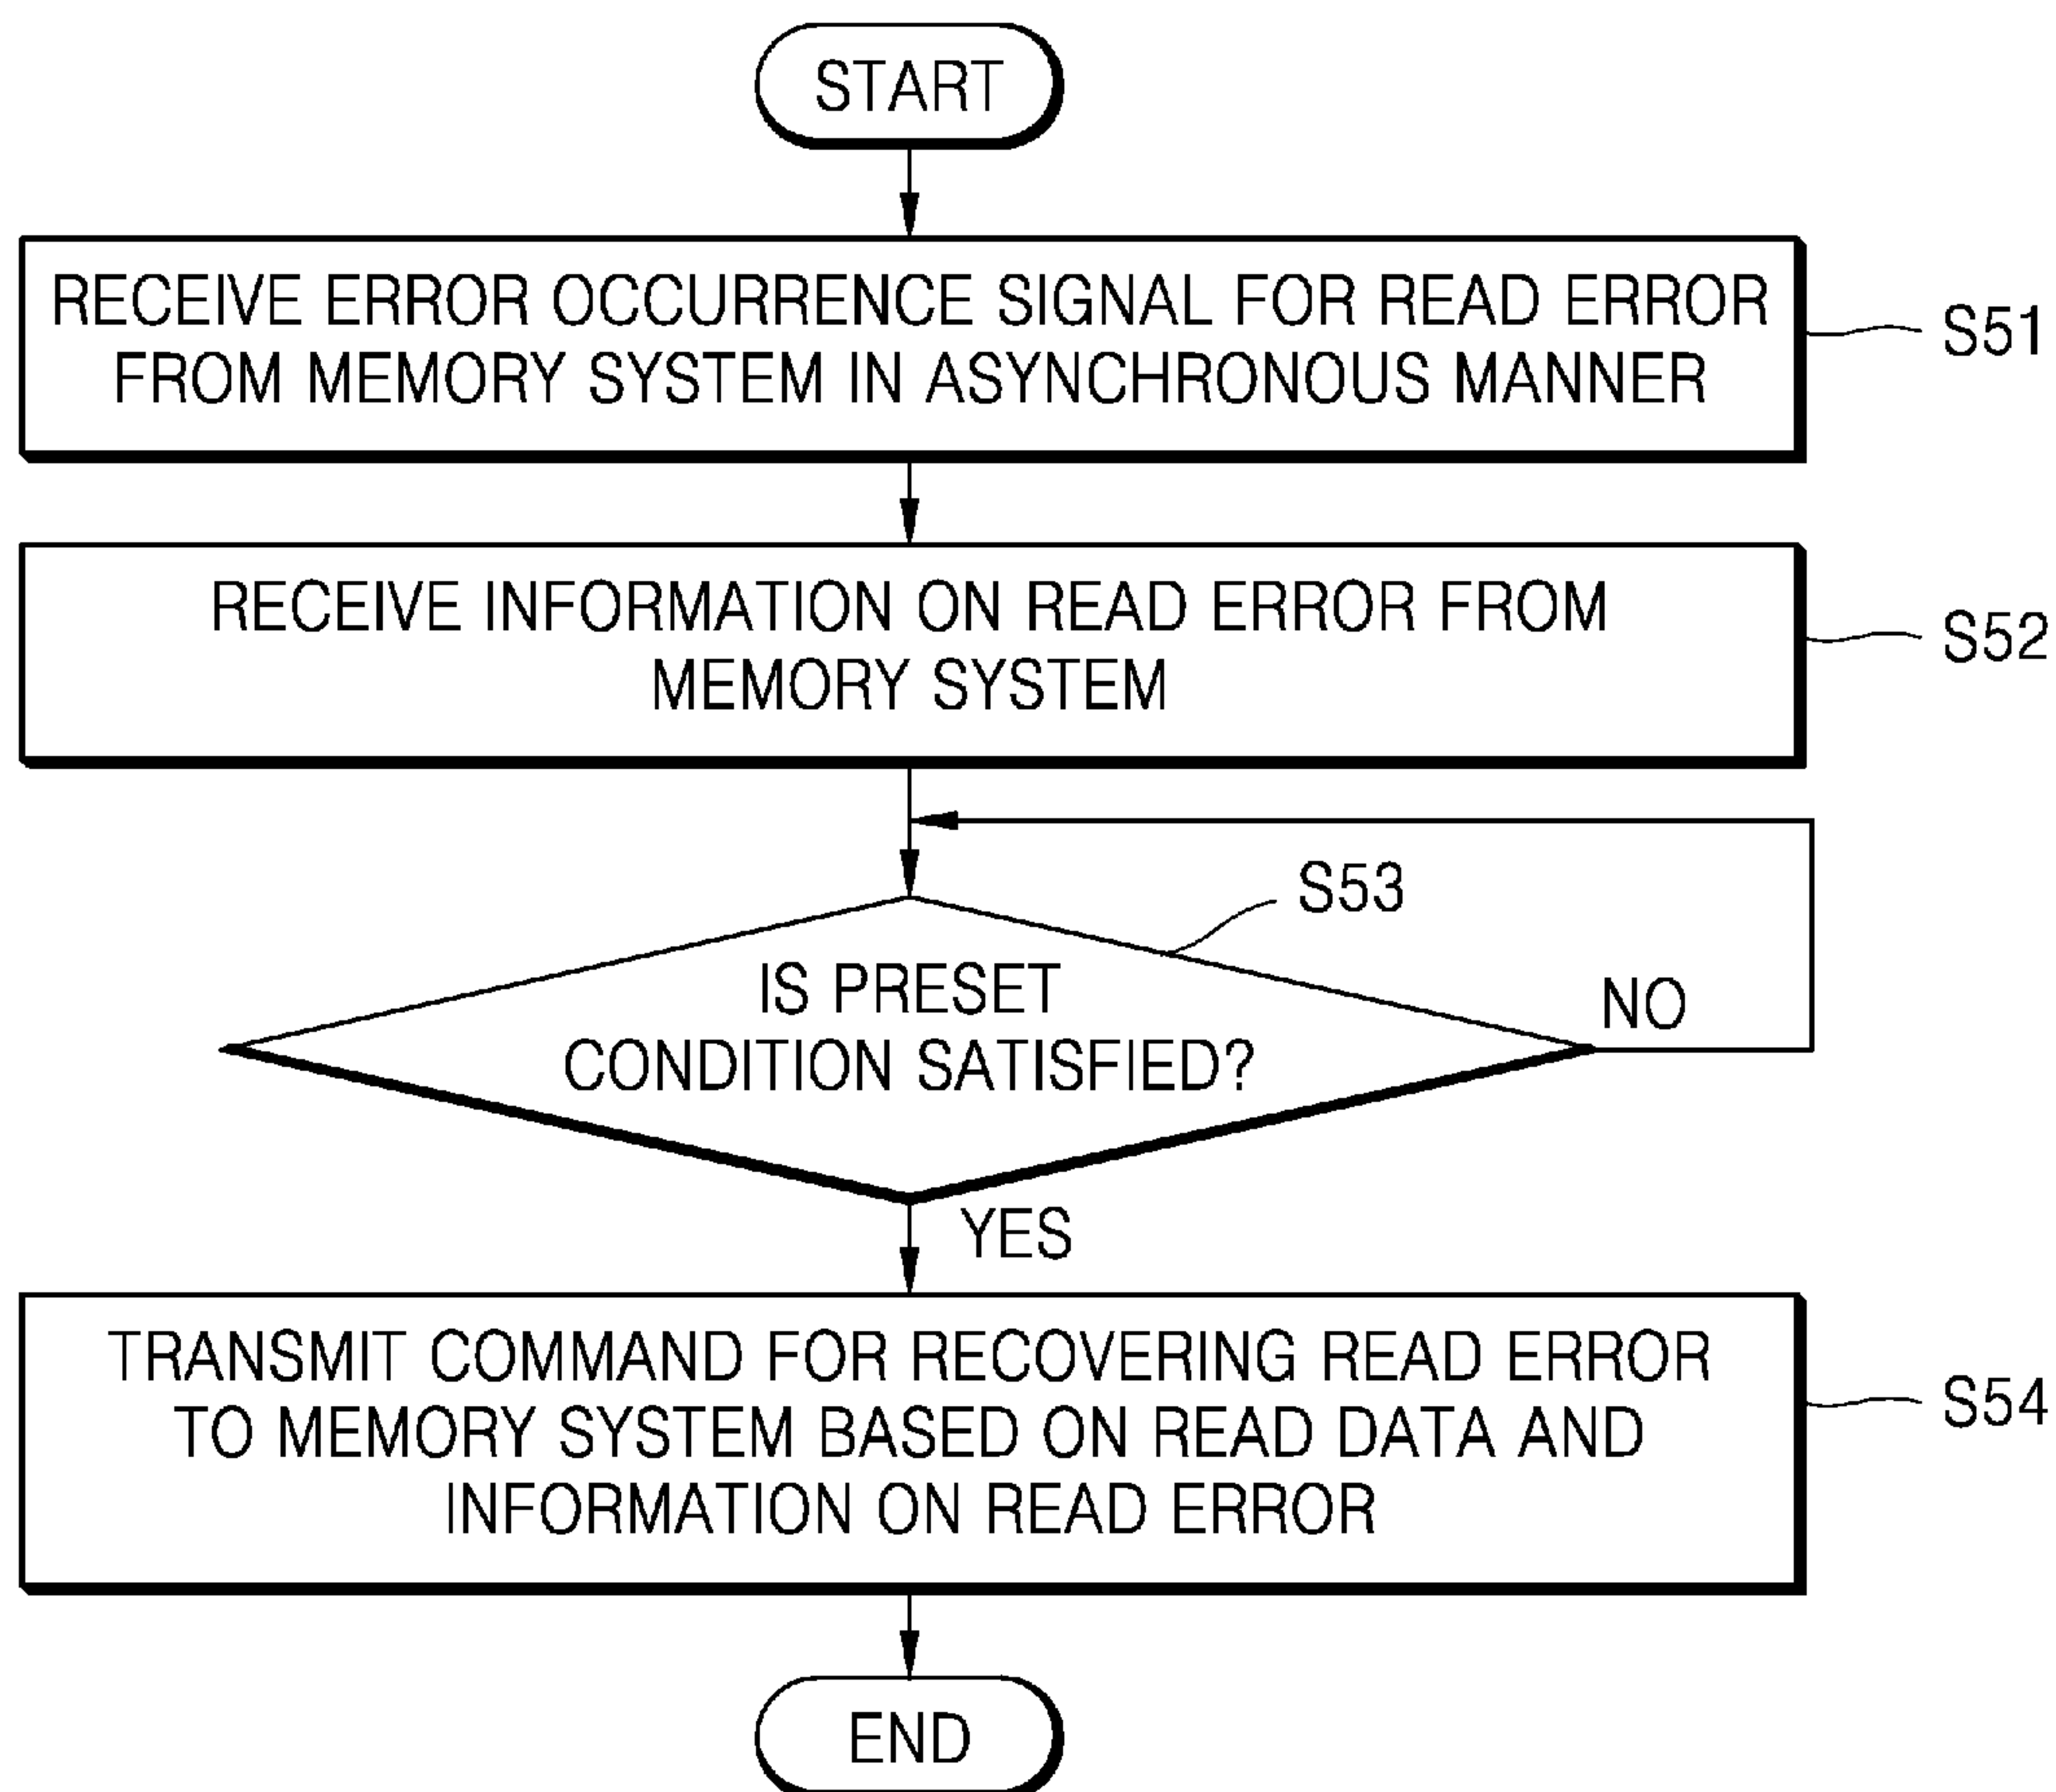 START
RECEIVE ERROR OCCURRENCE SIGNAL FOR READ ERROR
FROM MEMORY SYSTEM IN ASYNCHRONOUS MANNER
S51
RECEIVE INFORMATION ON READ ERROR FROM
MEMORY SYSTEM
S52
S53
IS PRESET
CONDITION SATISFIED?
NO
YES
TRANSMIT COMMAND FOR RECOVERING READ ERROR
TO MEMORY SYSTEM BASED ON READ DATA AND
INFORMATION ON READ ERROR
S54
END